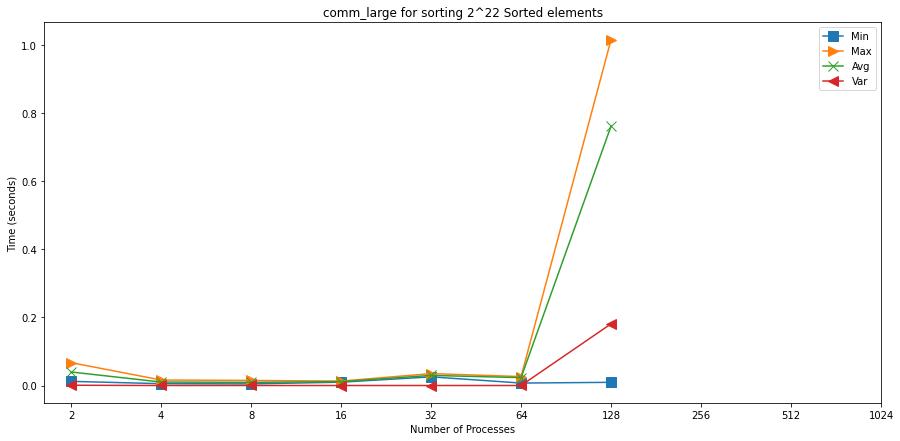 comm_large for sorting 2^22 Sorted elements
Min
Max
Avg
Var
1.0
0.8
0.6
0.4
0.2
0.0
Time (seconds)
2 4 8 16 32 64 128 256 512 1024
Number of Processes